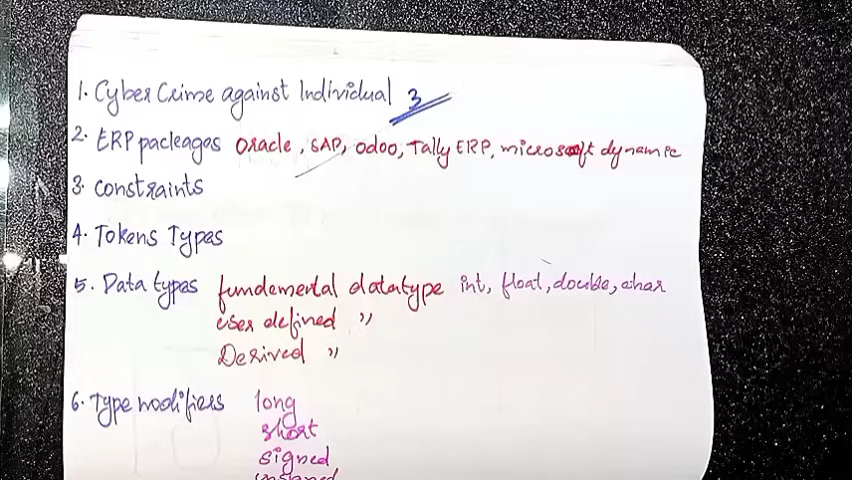 1. Cyber Crime against Individual 3
2. ERP packages Oracle, SAP, Odoo, Tally ERP, microsoft dynamic
3. constraints
4. Tokens Types
5. Data types fundemental datatype int, float, double, char
user defined "
Derived "
6. Type modifiers long
short
signed
unsigned